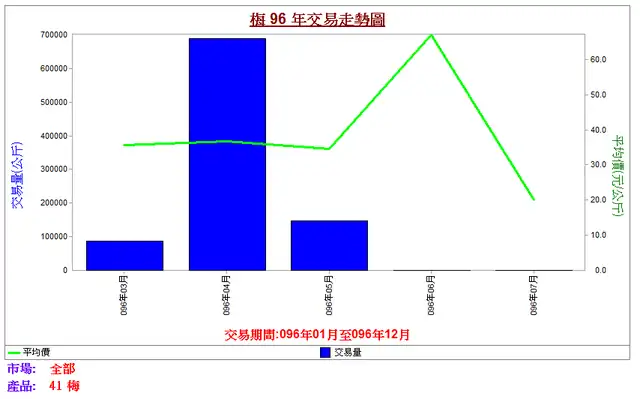 梅 96 年交易走勢圖
700000
600000
500000
400000
300000
200000
100000
0
交易量(公斤)
60.0
50.0
40.0
30.0
20.0
10.0
0.0
平均價(元/公斤)
096年03月
096年04月
096年05月
096年06月
096年07月
交易期間:096年01月至096年12月
平均價
交易量
市場: 全部
產品: 41 梅